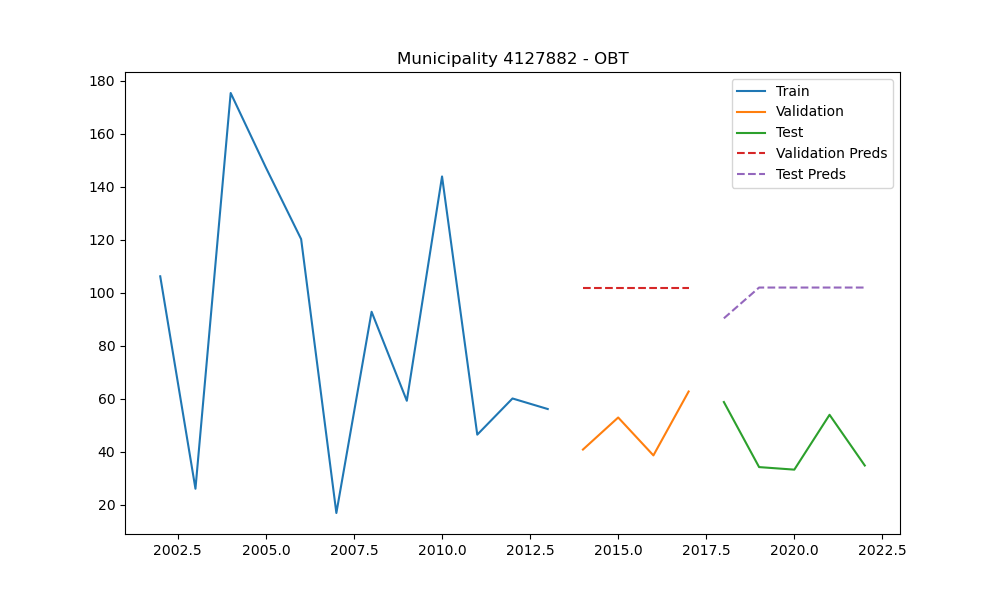 Municipality 4127882 - OBT
Train
Validation
Test
Validation Preds
Test Preds
180
160
140
120
100
80
60
40
20
2002.5 2005.0 2007.5 2010.0 2012.5 2015.0 2017.5 2020.0 2022.5